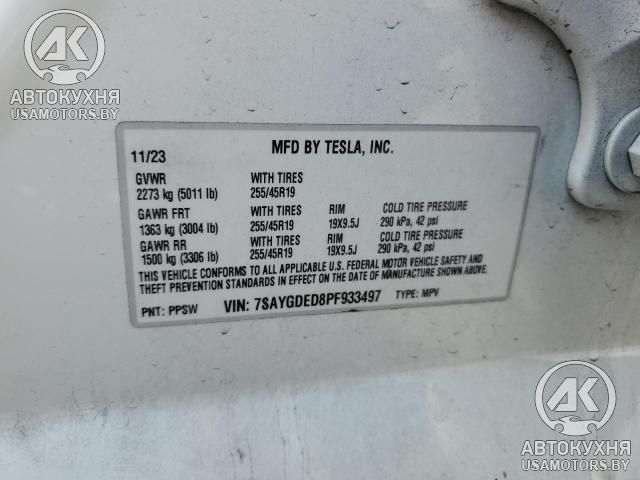 AK
АВТОКУХНЯ
USAMOTORS.BY
MFD BY TESLA, INC.
11/23
GVWR WITH TIRES
2273 kg (5011 lb) 255/45R19
GAWR FRT WITH TIRES RIM COLD TIRE PRESSURE
1363 kg (3004 lb) 255/45R19 19X9.5J 290 kPa, 42 psi
GAWR RR WITH TIRES RIM COLD TIRE PRESSURE
1500 kg (3306 lb) 255/45R19 19X9.5J 290 kPa, 42 psi
THIS VEHICLE CONFORMS TO ALL APPLICABLE U.S. FEDERAL MOTOR VEHICLE SAFETY AND
THEFT PREVENTION STANDARDS IN EFFECT ON THE DATE OF MANUFACTURE SHOWN ABOVE.
PNT: PPSW VIN: 7SAYGDED8PF933497 TYPE: MPV
AK
АВТОКУХНЯ
USAMOTORS.BY